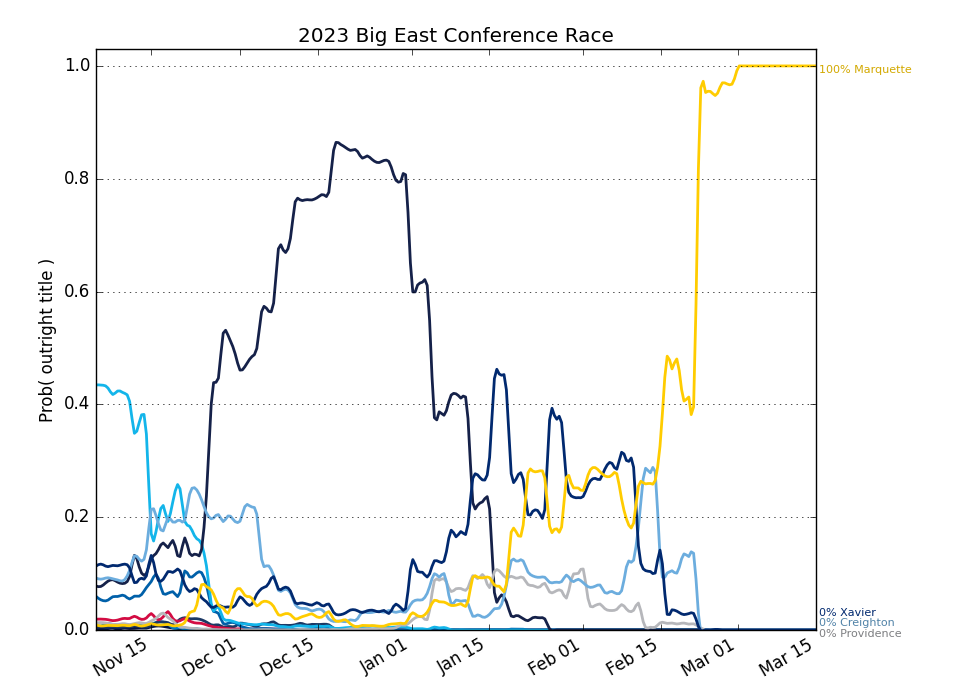 2023 Big East Conference Race
Prob( outright title )
1.0
0.8
0.6
0.4
0.2
0.0
100% Marquette
0% Xavier
0% Creighton
0% Providence
Nov 15
Dec 01
Dec 15
Jan 01
Jan 15
Feb 01
Feb 15
Mar 01
Mar 15